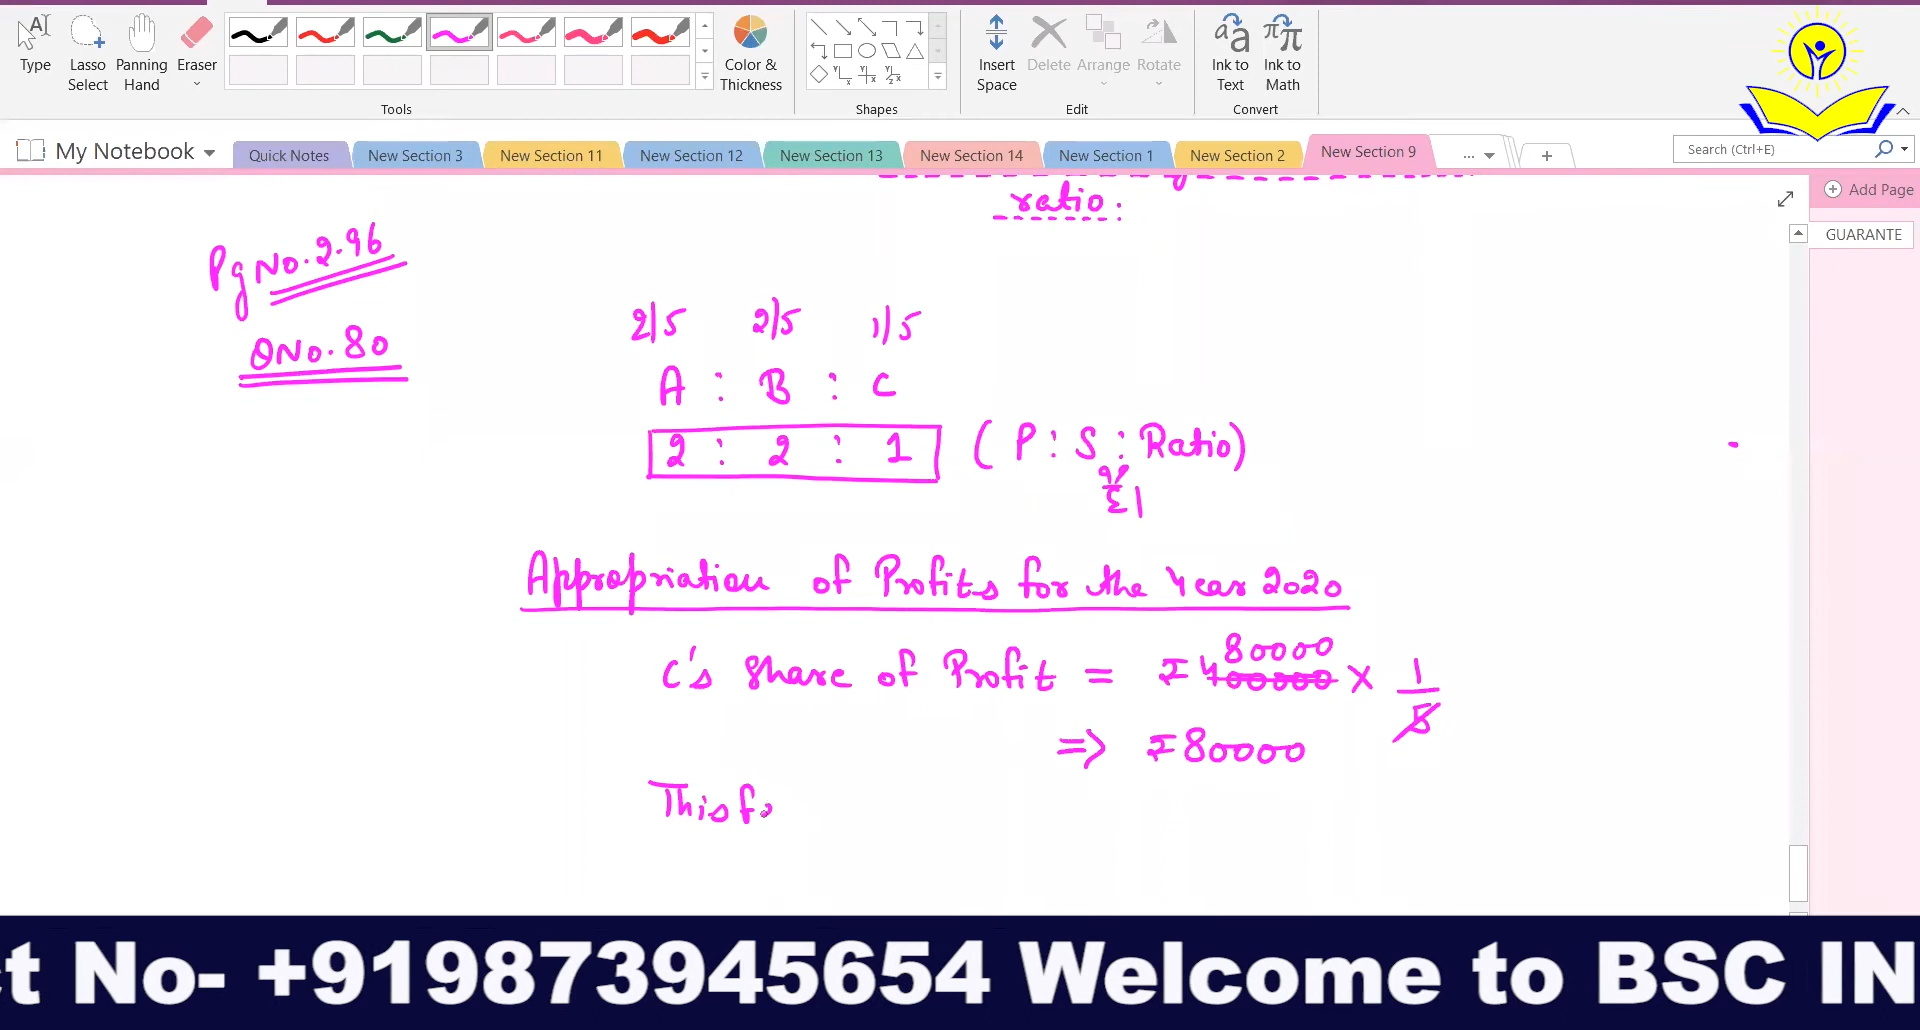 Type
Lasso Select
Panning Hand
Eraser
Color & Thickness
Insert Space
Delete
Arrange
Rotate
Ink to Text
Ink to Math
Tools
Shapes
Edit
Convert
My Notebook
Quick Notes
New Section 3
New Section 11
New Section 12
New Section 13
New Section 14
New Section 1
New Section 2
New Section 9
...
Search (Ctrl+E)
Add Page
GUARANTE
ratio.
Pg No. 2.96
QNo. 80
2/5 2/5 1/5
A : B : C
2 : 2 : 1 (P : S : Ratio)
Appropriation of Profits for the Year 2020
80000
C's Share of Profit = ₹400000 × 1/5
⇒ ₹80000
This f
ct No- +919873945654 Welcome to BSC IN